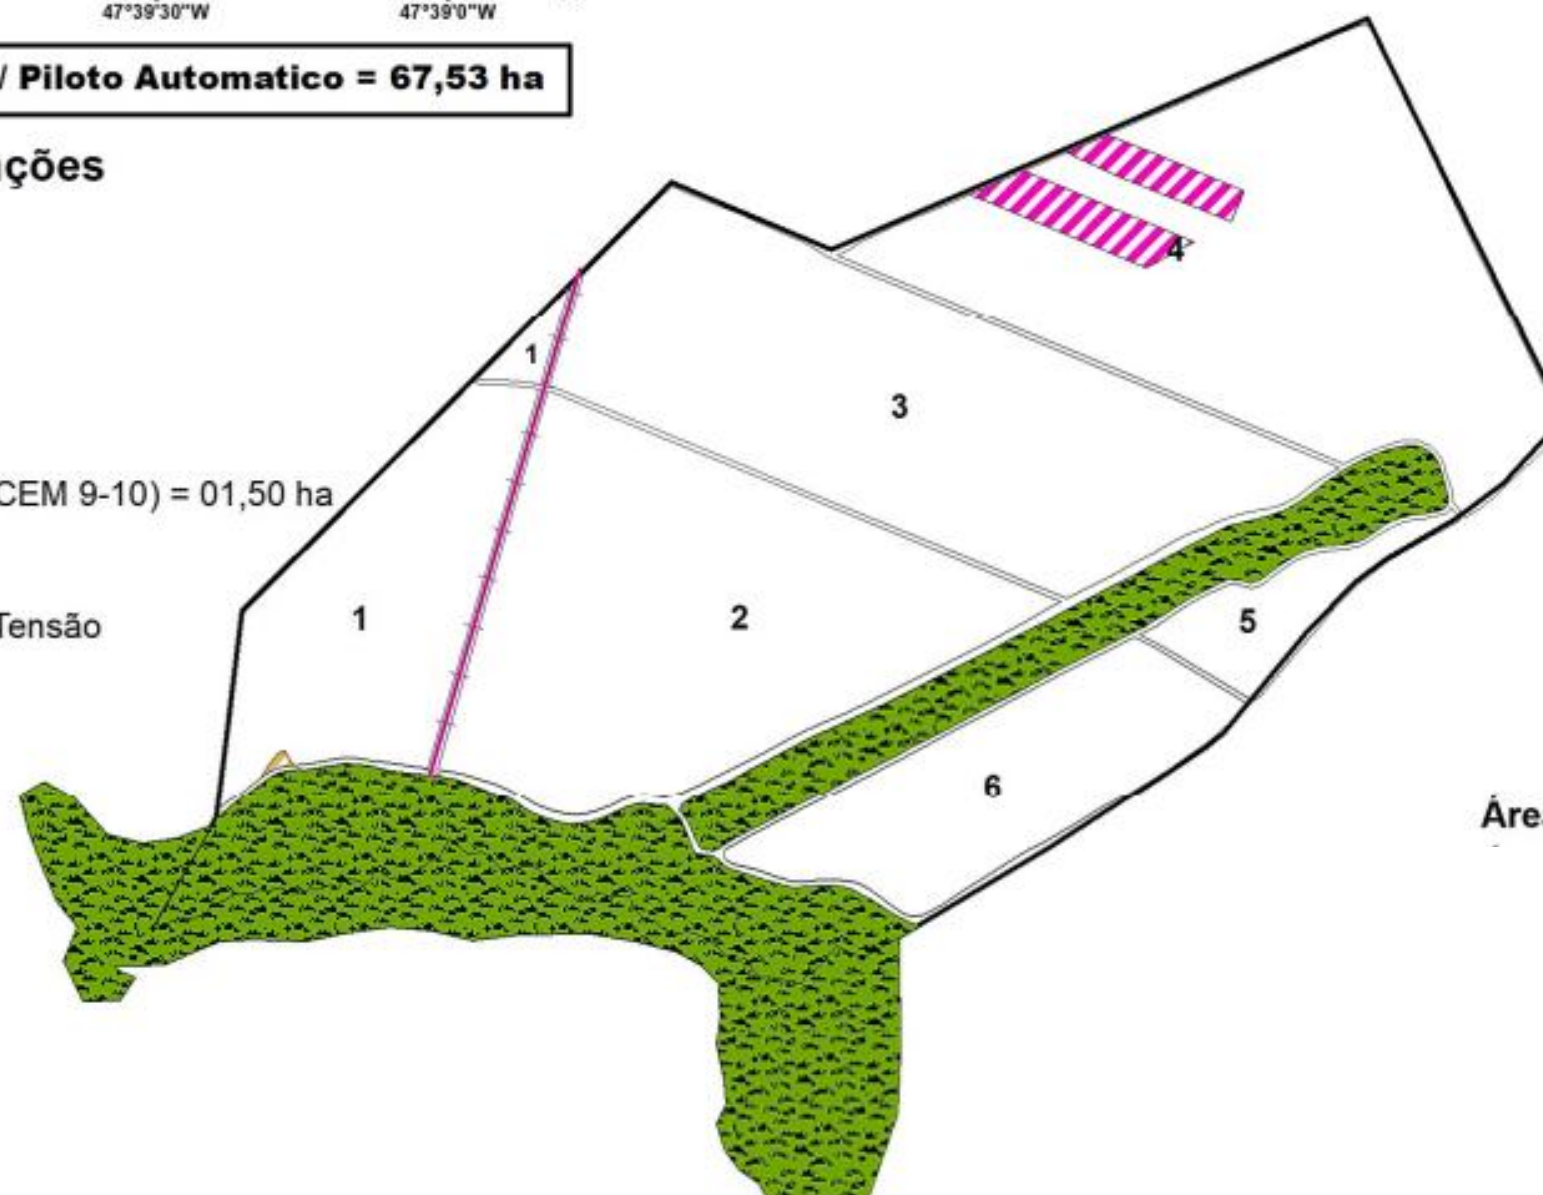 47°39'30"W
47°39'0"W
/ Piloto Automatico = 67,53 ha
ções
CEM 9-10) = 01,50 ha
Tensão
1
1
2
3
4
5
6
Áre